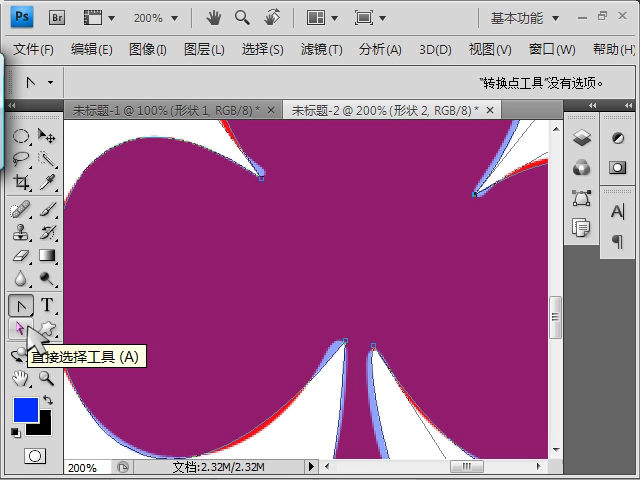 Ps Br 200% 基本功能
文件(F) 编辑(E) 图像(I) 图层(L) 选择(S) 滤镜(T) 分析(A) 3D(D) 视图(V) 窗口(W) 帮助(H)
“转换点工具”没有选项。
未标题-1 @ 100% (形状 1, RGB/8) * × 未标题-2 @ 200% (形状 2, RGB/8) * ×
A
T
直接选择工具 (A)
200% 文档:2.32M/2.32M